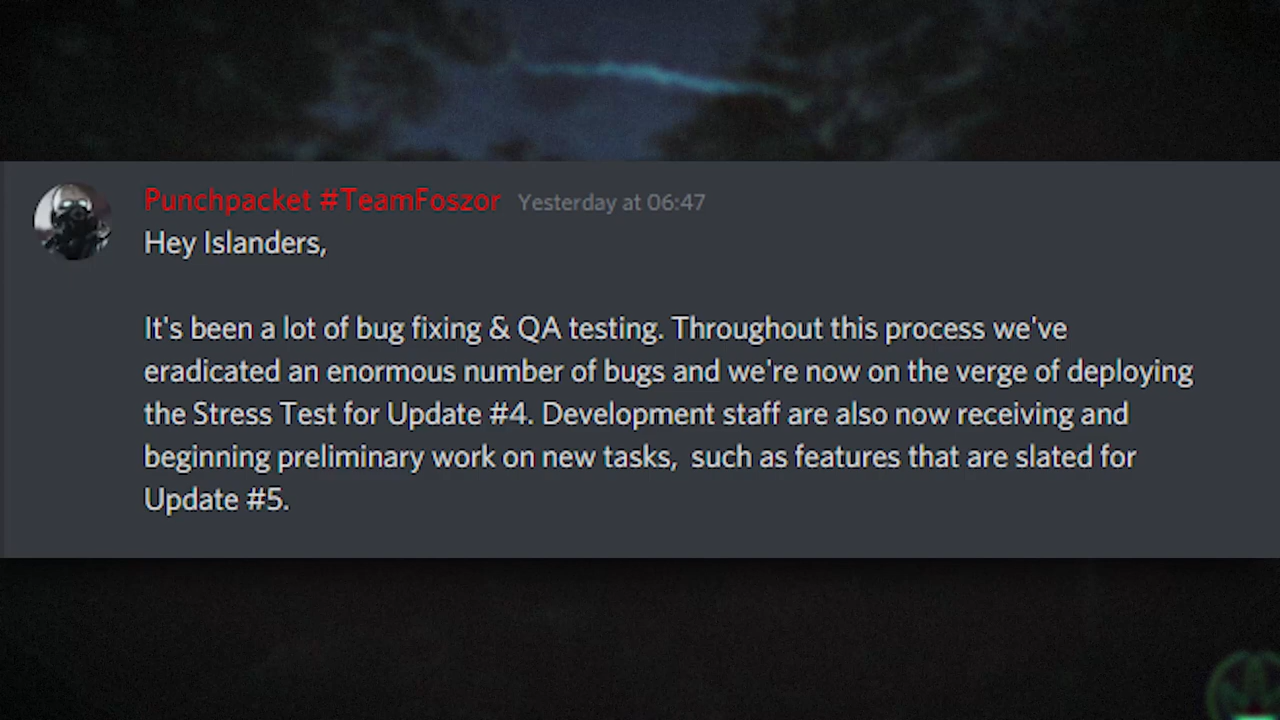 Punchpacket #TeamFoszor Yesterday at 06:47
Hey Islanders,
It's been a lot of bug fixing & QA testing. Throughout this process we've
eradicated an enormous number of bugs and we're now on the verge of deploying
the Stress Test for Update #4. Development staff are also now receiving and
beginning preliminary work on new tasks,  such as features that are slated for
Update #5.